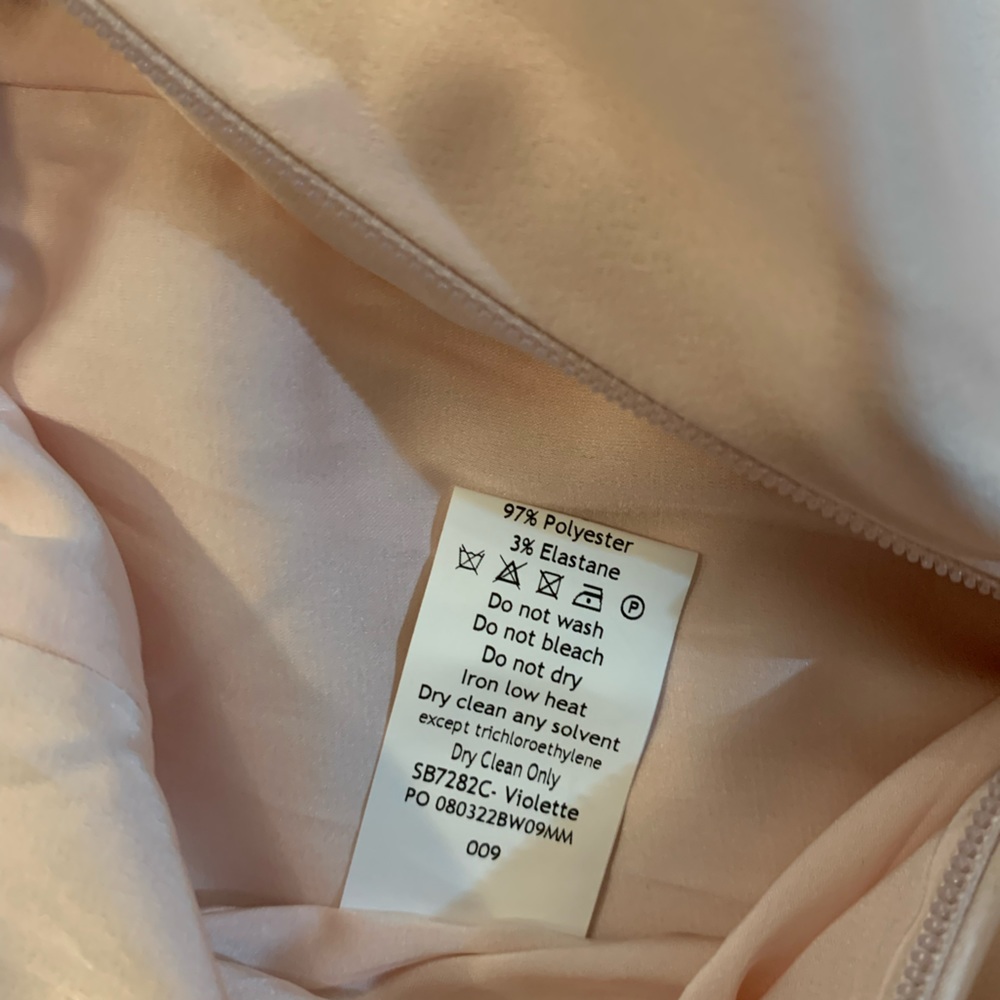 97% Polyester
3% Elastane
P
Do not wash
Do not bleach
Do not dry
Iron low heat
Dry clean any solvent
except trichloroethylene
Dry Clean Only
SB7282C- Violette
PO 080322BW09MM
009